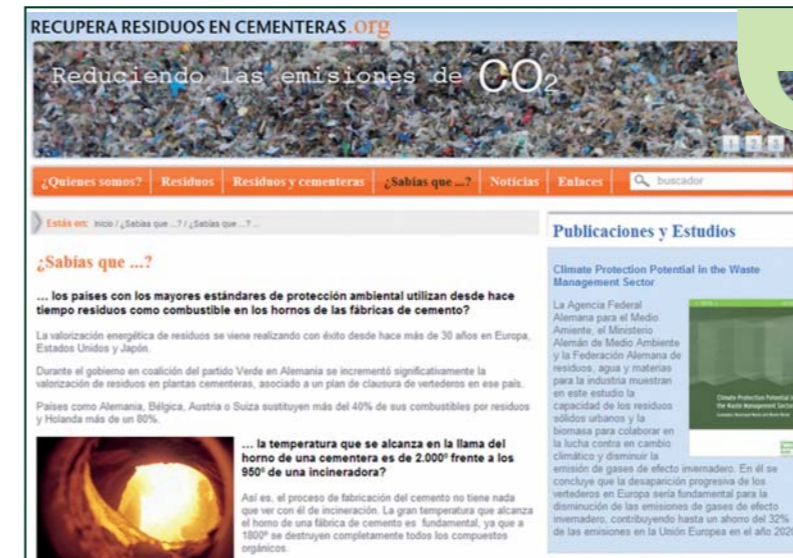 RECUPERA RESIDUOS EN CEMENTERAS.org
Reduciendo las emisiones de CO2
1 2 3
¿Quienes somos? Residuos Residuos y cementeras ¿Sabías que ...? Noticias Enlaces buscador
Estás en: Inicio / ¿Sabías que ...? / ¿Sabías que ...? ...
¿Sabías que ...?
... los países con los mayores estándares de protección ambiental utilizan desde hace
tiempo residuos como combustible en los hornos de las fábricas de cemento?
La valorización energética de residuos se viene realizando con éxito desde hace más de 30 años en Europa,
Estados Unidos y Japón.
Durante el gobierno en coalición del partido Verde en Alemania se incrementó significativamente la
valorización de residuos en plantas cementeras, asociado a un plan de clausura de vertederos en ese país.
Países como Alemania, Bélgica, Austria o Suiza sustituyen más del 40% de sus combustibles por residuos
y Holanda más de un 80%.
... la temperatura que se alcanza en la llama del
horno de una cementera es de 2.000º frente a los
950º de una incineradora?
Así es, el proceso de fabricación del cemento no tiene nada
que ver con él de incineración. La gran temperatura que alcanza
el horno de una fábrica de cemento es fundamental, ya que a
1800º se destruyen completamente todos los compuestos
orgánicos.
Publicaciones y Estudios
Climate Protection Potential in the Waste
Management Sector
La Agencia Federal
Alemana para el Medio
Amiente, el Ministerio
Alemán de Medio Ambiente
y la Federación Alemana de
residuos, agua y materias
para la industria muestran
en este estudio la
capacidad de los residuos
sólidos urbanos y la
biomasa para colaborar en
la lucha contra en cambio
climático y disminuir la
emisión de gases de efecto invernadero. En él se
concluye que la desaparición progresiva de los
vertederos en Europa sería fundamental para la
disminución de las emisiones de gases de efecto
invernadero, contribuyendo hasta un ahorro del 32%
de las emisiones en la Unión Europea en el año 2020
Climate Protection Potential in
the Waste Management Sector